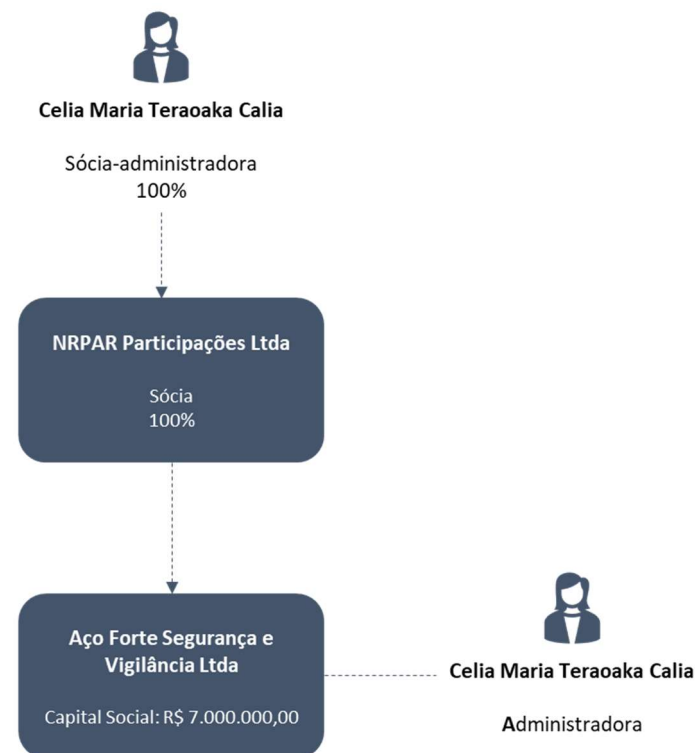 Celia Maria Teraoaka Calia
Sócia-administradora
100%
NRPAR Participações Ltda
Sócia
100%
Aço Forte Segurança e
Vigilância Ltda
Capital Social: R$ 7.000.000,00
Celia Maria Teraoaka Calia
Administradora